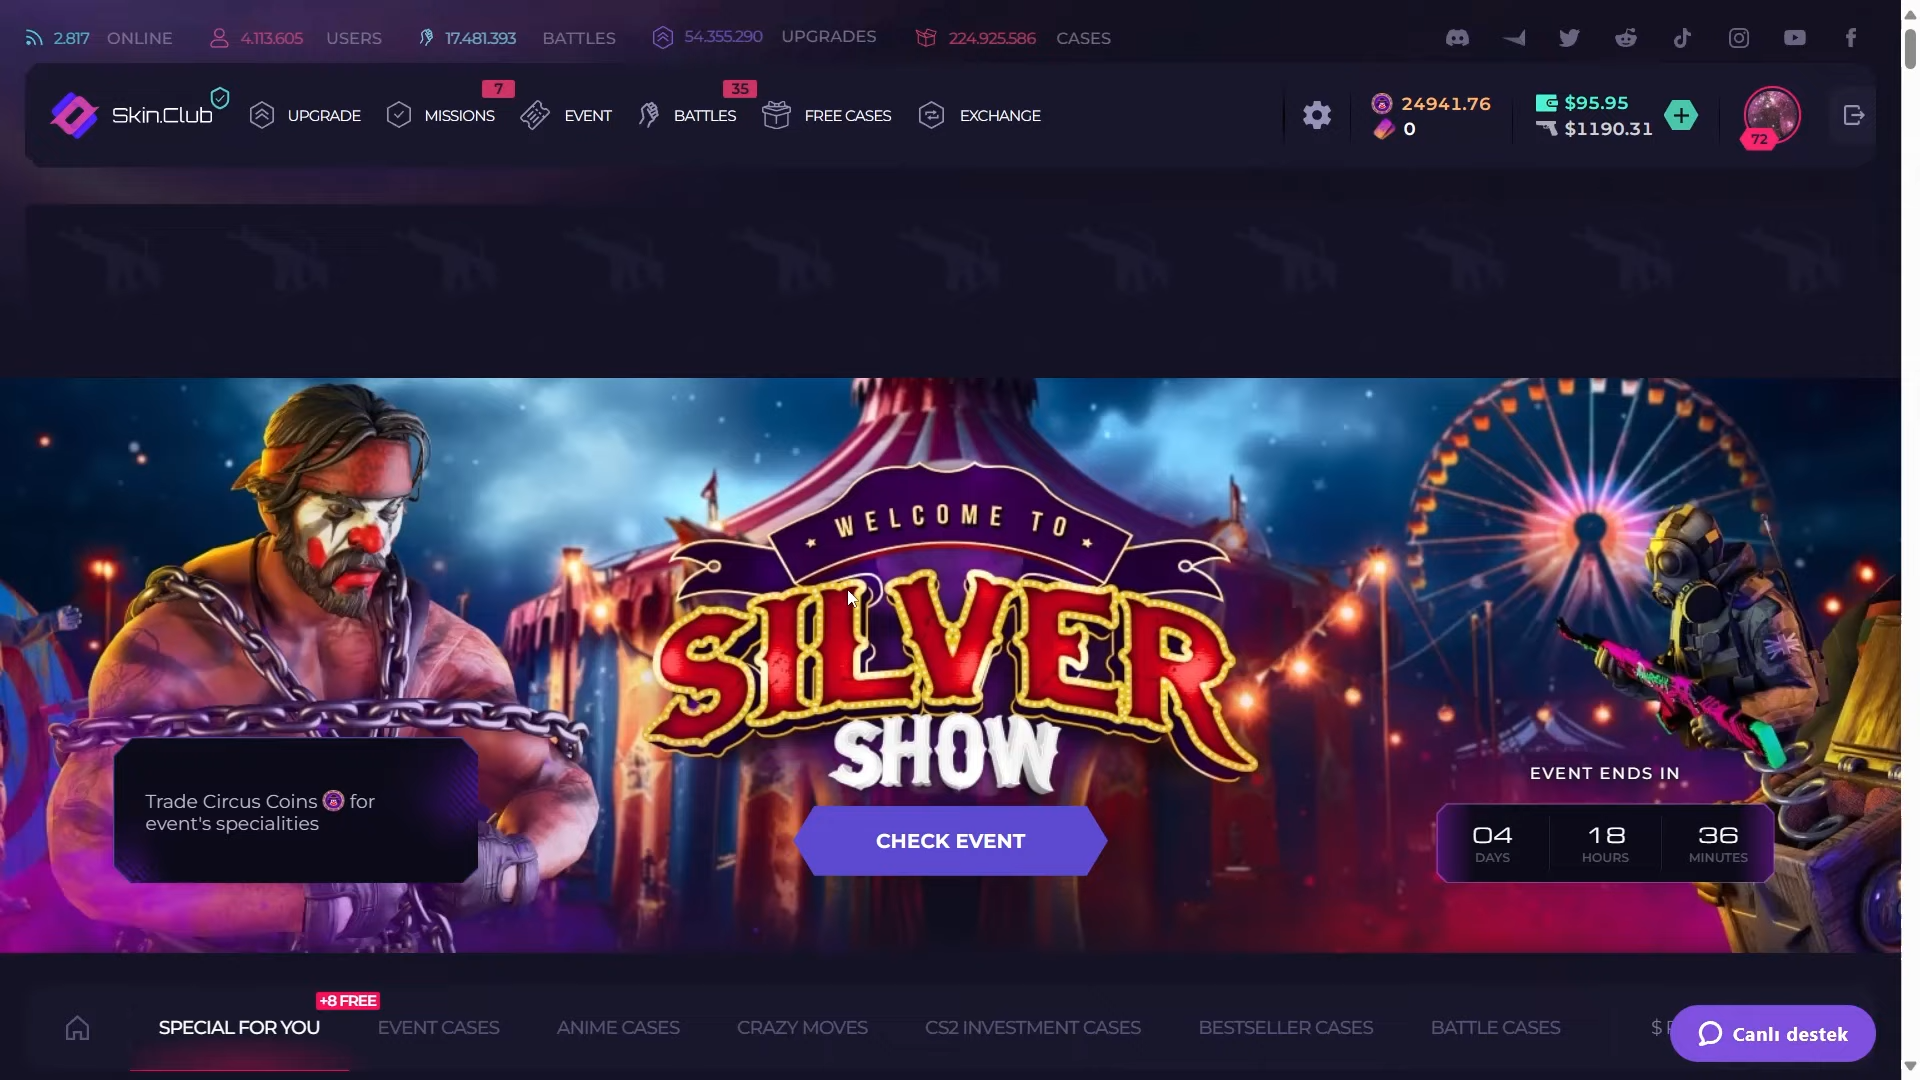 2.817 ONLINE 4.113.605 USERS 17.481.393 BATTLES 54.355.290 UPGRADES 224.925.586 CASES
Skin.Club UPGRADE MISSIONS 7 EVENT BATTLES 35 FREE CASES EXCHANGE
24941.76
0
$95.95
$1190.31
72
WELCOME TO
SILVER
SHOW
Trade Circus Coins for
event's specialities
CHECK EVENT
EVENT ENDS IN
04 18 36
DAYS HOURS MINUTES
+8 FREE
SPECIAL FOR YOU EVENT CASES ANIME CASES CRAZY MOVES CS2 INVESTMENT CASES BESTSELLER CASES BATTLE CASES $
Canlı destek